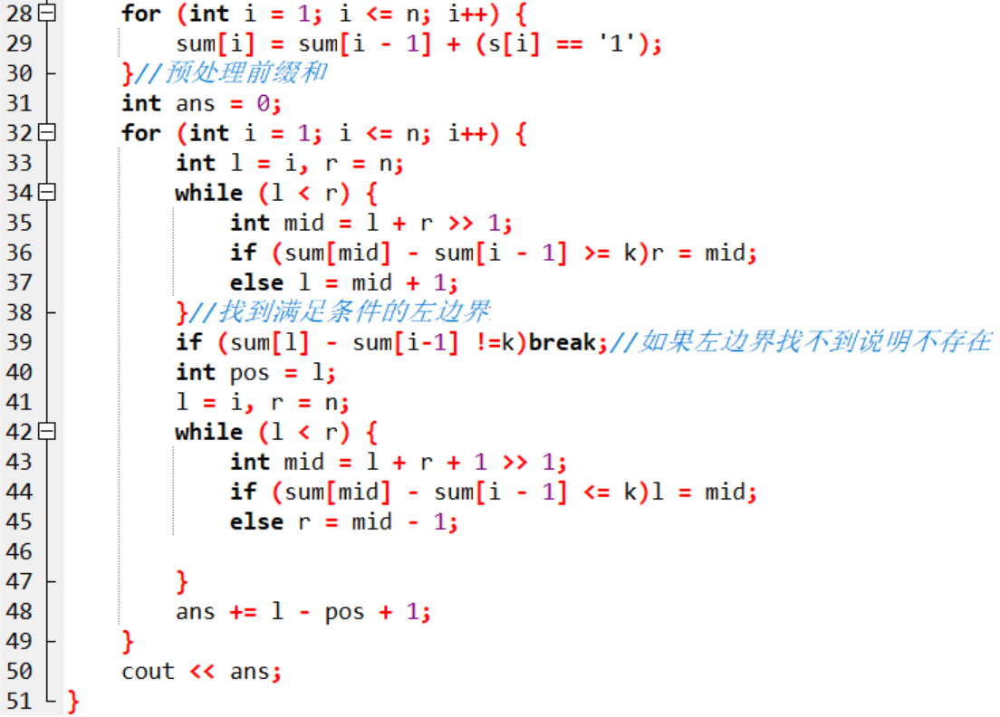 28 for (int i = 1; i <= n; i++) {
29 sum[i] = sum[i - 1] + (s[i] == '1');
30 }//预处理前缀和
31 int ans = 0;
32 for (int i = 1; i <= n; i++) {
33 int l = i, r = n;
34 while (l < r) {
35 int mid = l + r >> 1;
36 if (sum[mid] - sum[i - 1] >= k)r = mid;
37 else l = mid + 1;
38 }//找到满足条件的左边界
39 if (sum[l] - sum[i-1] !=k)break;//如果左边界找不到说明不存在
40 int pos = l;
41 l = i, r = n;
42 while (l < r) {
43 int mid = l + r + 1 >> 1;
44 if (sum[mid] - sum[i - 1] <= k)l = mid;
45 else r = mid - 1;
46
47 }
48 ans += l - pos + 1;
49 }
50 cout << ans;
51 }